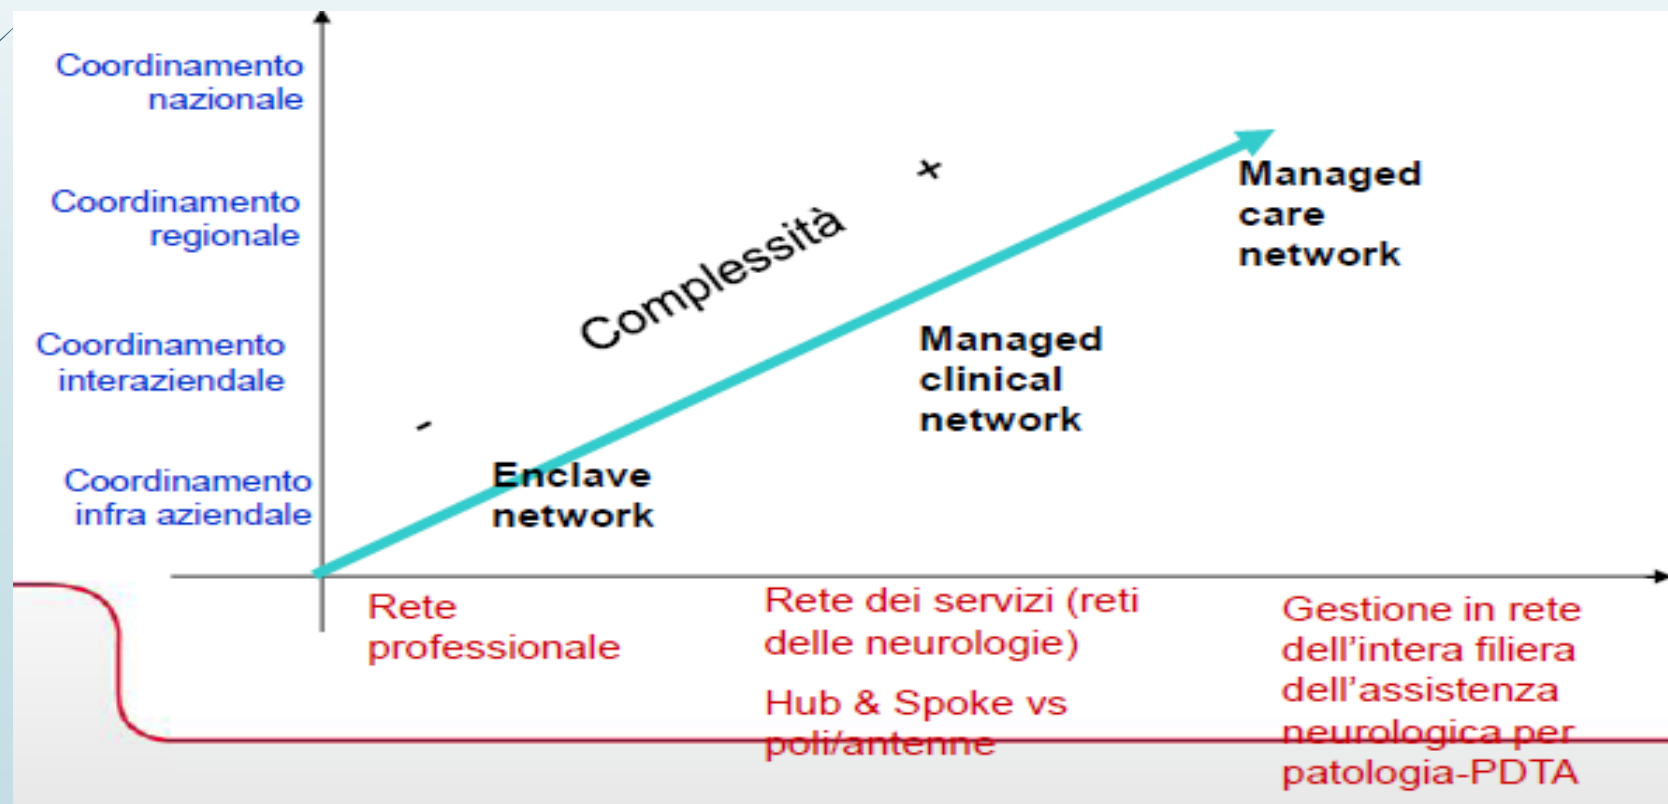 Coordinamento
nazionale
Coordinamento
regionale
Coordinamento
interaziendale
Coordinamento
infra aziendale
-
Complessità
+
Enclave
network
Managed
clinical
network
Managed
care
network
Rete
professionale
Rete dei servizi (reti
delle neurologie)
Hub & Spoke vs
poli/antenne
Gestione in rete
dell’intera filiera
dell’assistenza
neurologica per
patologia-PDTA